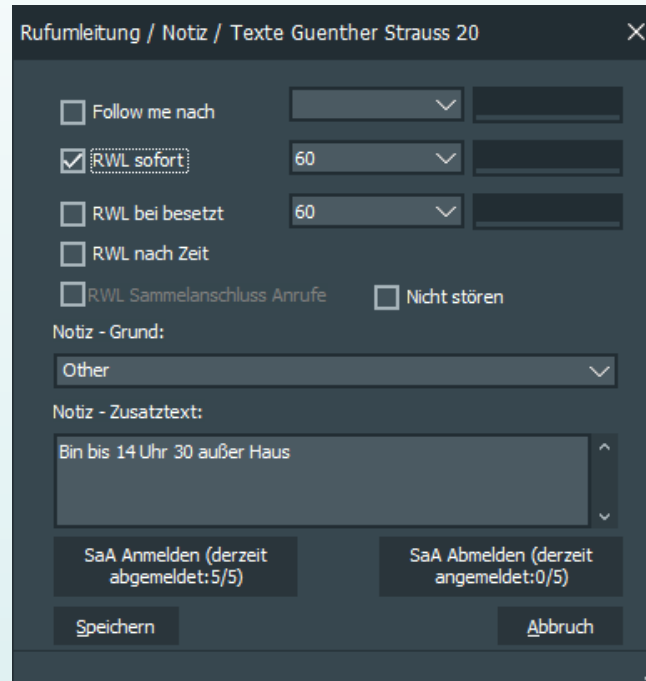 Rufumleitung / Notiz / Texte Guenther Strauss 20
Follow me nach
RWL sofort 60
RWL bei besetzt 60
RWL nach Zeit
RWL Sammelanschluss Anrufe Nicht stören
Notiz - Grund:
Other
Notiz - Zusatztext:
Bin bis 14 Uhr 30 außer Haus
SaA Anmelden (derzeit
abgemeldet:5/5)
SaA Abmelden (derzeit
angemeldet:0/5)
Speichern Abbruch